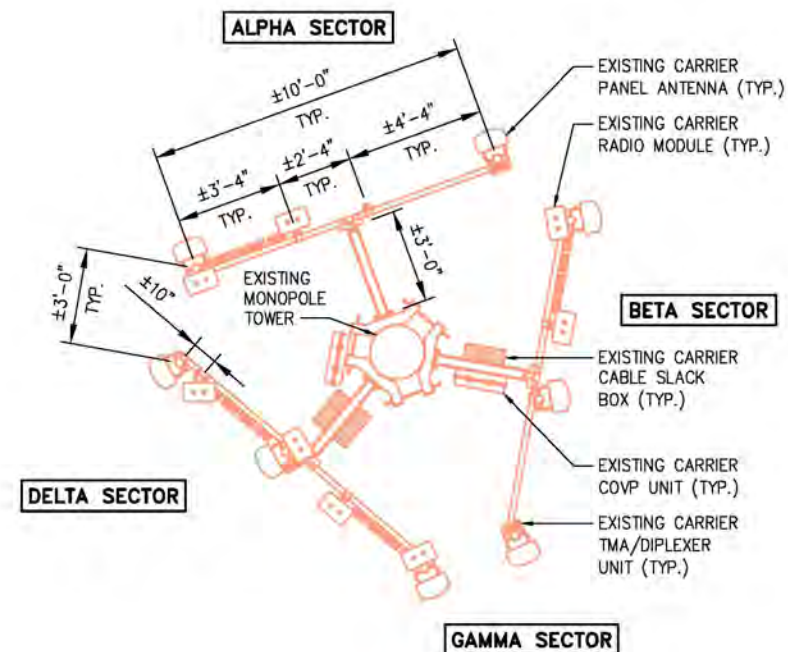 ALPHA SECTOR
±10'-0"
TYP.
±4'-4"
±2'-4"
TYP.
±3'-4"
TYP.
TYP.
EXISTING CARRIER
PANEL ANTENNA (TYP.)
EXISTING CARRIER
RADIO MODULE (TYP.)
±3'-0"
±3'-0"
TYP.
±10"
EXISTING
MONOPOLE
TOWER
BETA SECTOR
EXISTING CARRIER
CABLE SLACK
BOX (TYP.)
EXISTING CARRIER
COVP UNIT (TYP.)
EXISTING CARRIER
TMA/DIPLEXER
UNIT (TYP.)
DELTA SECTOR
GAMMA SECTOR